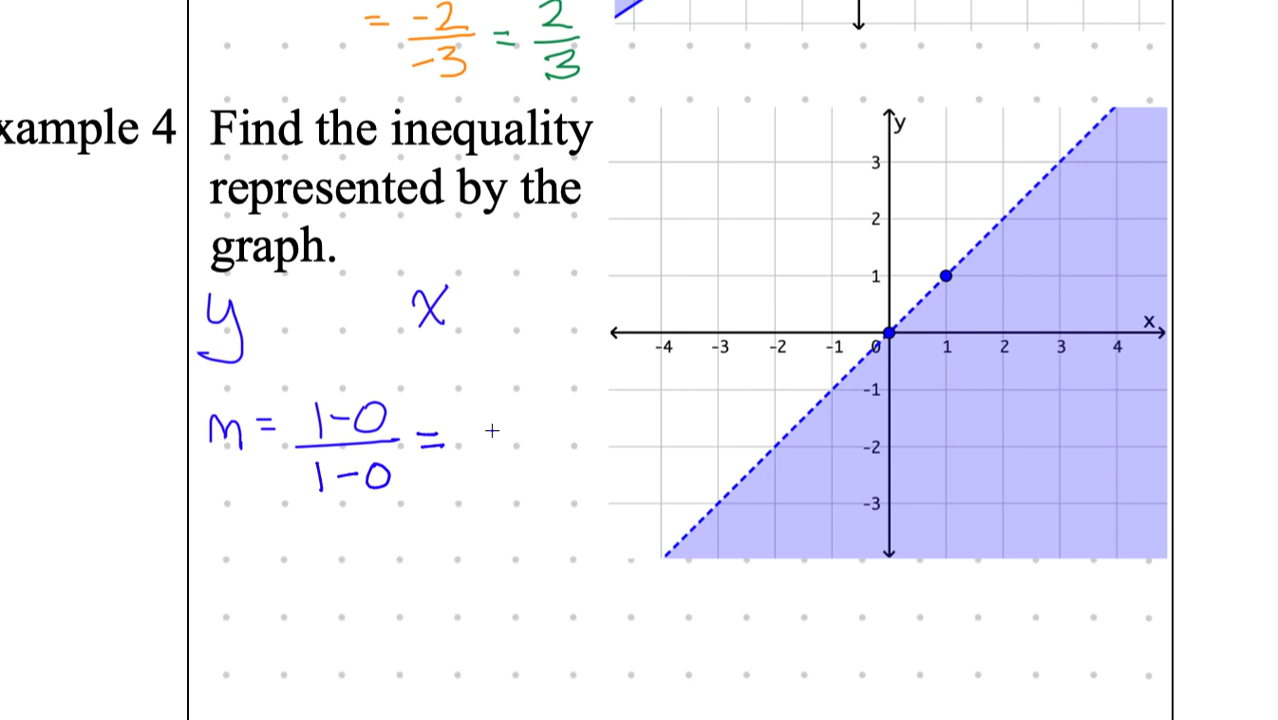 = -2/-3 = 2/3
xample 4 Find the inequality
represented by the
graph.
y x
m = 1-0/1-0 =
y
3
2
1
x
-4 -3 -2 -1 0 1 2 3 4
-1
-2
-3